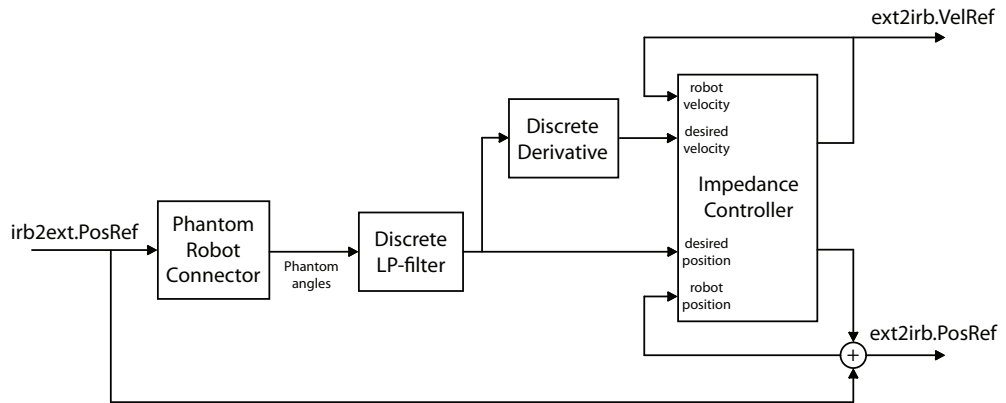 ext2irb.VelRef
robot
velocity
desired
velocity
Discrete
Derivative
Impedance
Controller
irb2ext.PosRef
Phantom
Robot
Connector
Phantom
angles
Discrete
LP-filter
desired
position
robot
position
ext2irb.PosRef
+